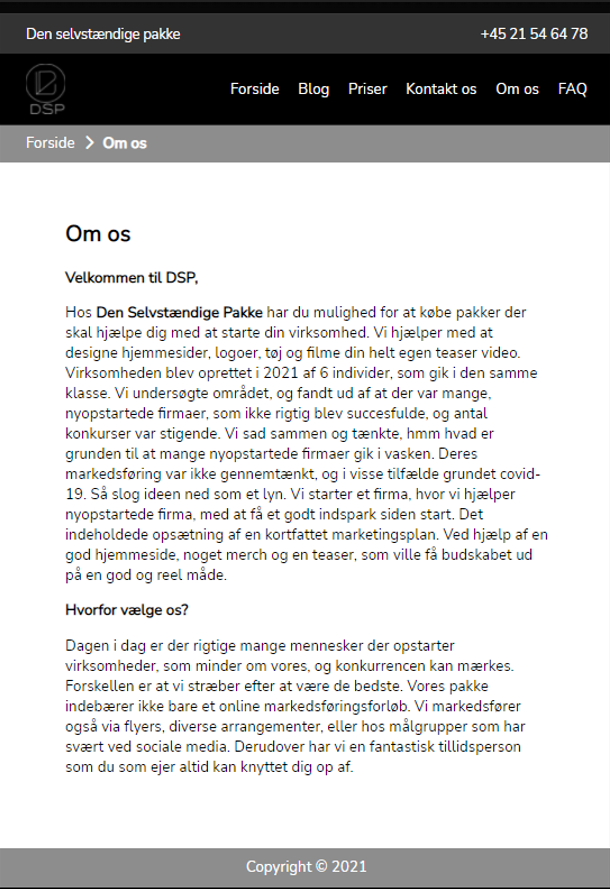 Den selvstændige pakke +45 21 54 64 78
DSP
Forside Blog Priser Kontakt os Om os FAQ
Forside > Om os
Om os
Velkommen til DSP,
Hos Den Selvstændige Pakke har du mulighed for at købe pakker der
skal hjælpe dig med at starte din virksomhed. Vi hjælper med at
designe hjemmesider, logoer, tøj og filme din helt egen teaser video.
Virksomheden blev oprettet i 2021 af 6 individer, som gik i den samme
klasse. Vi undersøgte området, og fandt ud af at der var mange,
nyopstartede firmaer, som ikke rigtig blev succesfulde, og antal
konkurser var stigende. Vi sad sammen og tænkte, hmm hvad er
grunden til at mange nyopstartede firmaer gik i vasken. Deres
markedsføring var ikke gennemtænkt, og i visse tilfælde grundet covid-
19. Så slog ideen ned som et lyn. Vi starter et firma, hvor vi hjælper
nyopstartede firma, med at få et godt indspark siden start. Det
indeholdede opsætning af en kortfattet marketingsplan. Ved hjælp af en
god hjemmeside, noget merch og en teaser, som ville få budskabet ud
på en god og reel måde.
Hvorfor vælge os?
Dagen i dag er der rigtige mange mennesker der opstarter
virksomheder, som minder om vores, og konkurrencen kan mærkes.
Forskellen er at vi stræber efter at være de bedste. Vores pakke
indebærer ikke bare et online markedsføringsforløb. Vi markedsfører
også via flyers, diverse arrangementer, eller hos målgrupper som har
svært ved sociale media. Derudover har vi en fantastisk tillidsperson
som du som ejer altid kan knyttet dig op af.
Copyright © 2021